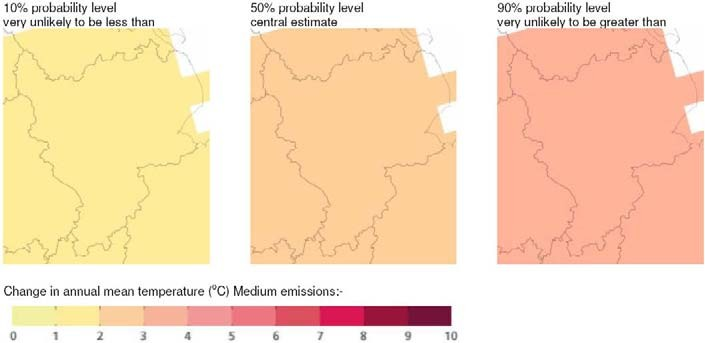 10% probability level
very unlikely to be less than
50% probability level
central estimate
90% probability level
very unlikely to be greater than
Change in annual mean temperature (°C) Medium emissions:-
0 1 2 3 4 5 6 7 8 9 10